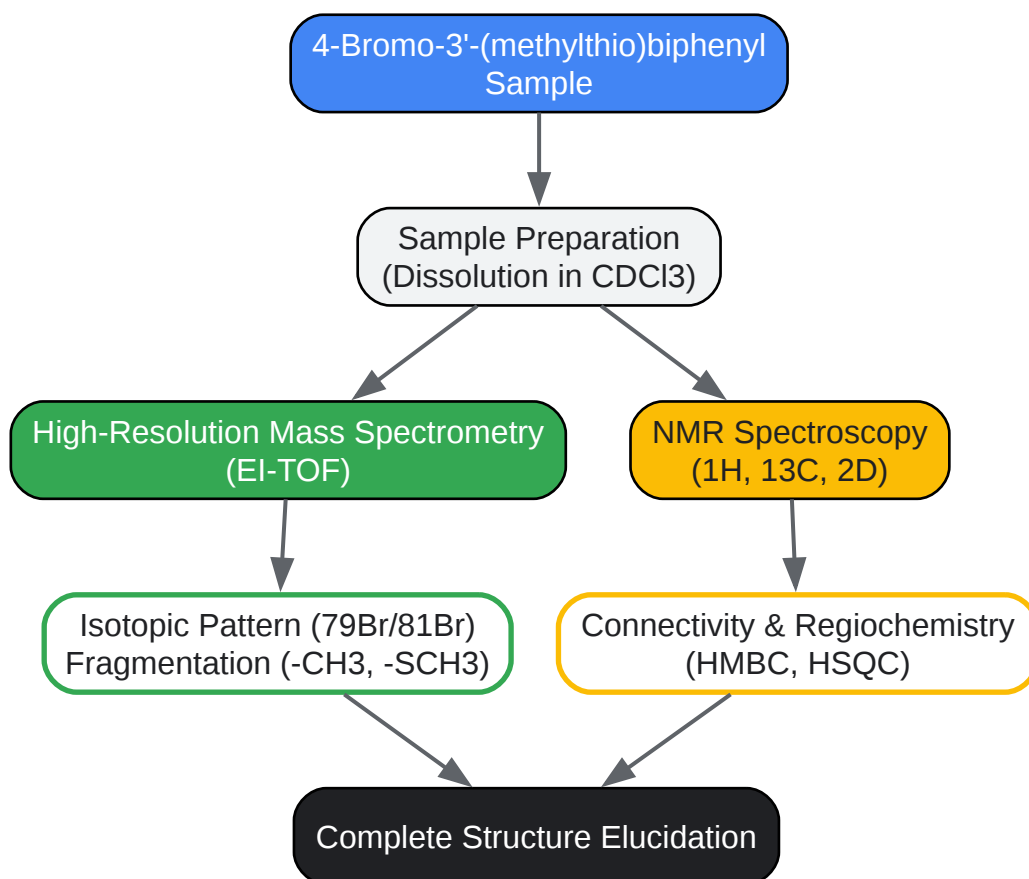 4-Bromo-3'-(methylthio)biphenyl
Sample
Sample Preparation
(Dissolution in CDCl3)
High-Resolution Mass Spectrometry
(EI-TOF)
NMR Spectroscopy
(1H, 13C, 2D)
Isotopic Pattern (79Br/81Br)
Fragmentation (-CH3, -SCH3)
Connectivity & Regiochemistry
(HMBC, HSQC)
Complete Structure Elucidation